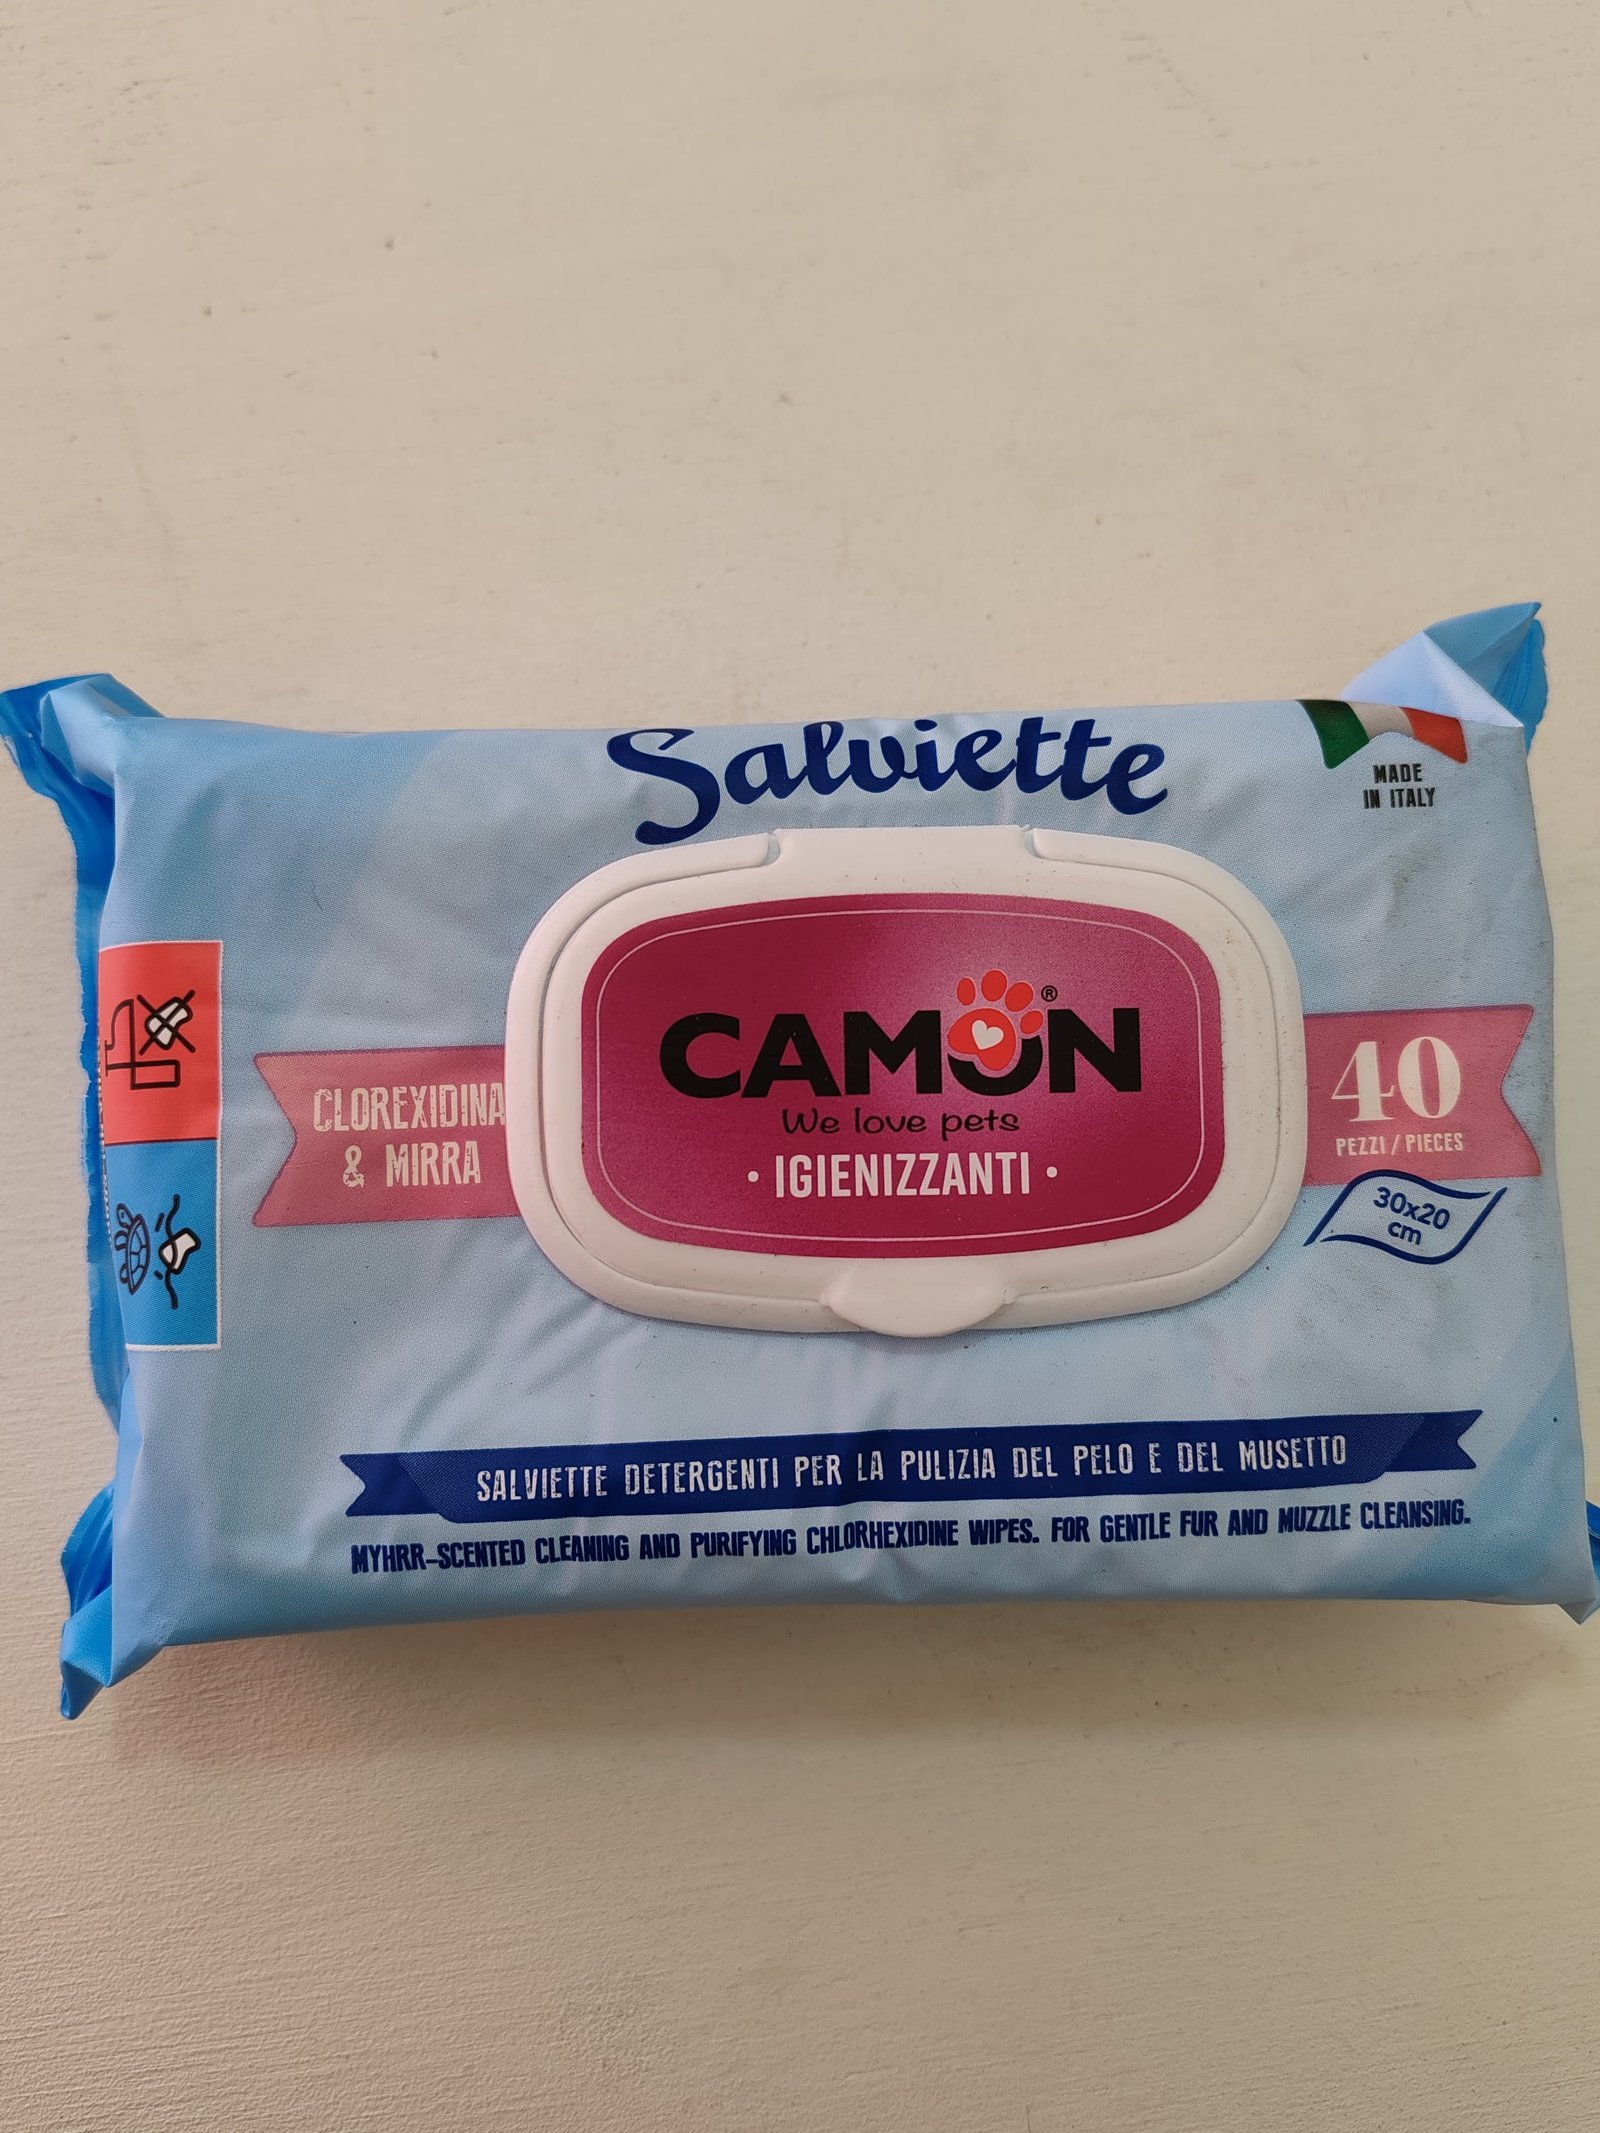 Salviette
MADE
IN ITALY
CLOREXIDINA
& MIRRA
CAMON®
We love pets
• IGIENIZZANTI •
40
PEZZI / PIECES
30x20
cm
SALVIETTE DETERGENTI PER LA PULIZIA DEL PELO E DEL MUSETTO
MYHRR-SCENTED CLEANING AND PURIFYING CHLORHEXIDINE WIPES. FOR GENTLE FUR AND MUZZLE CLEANSING.